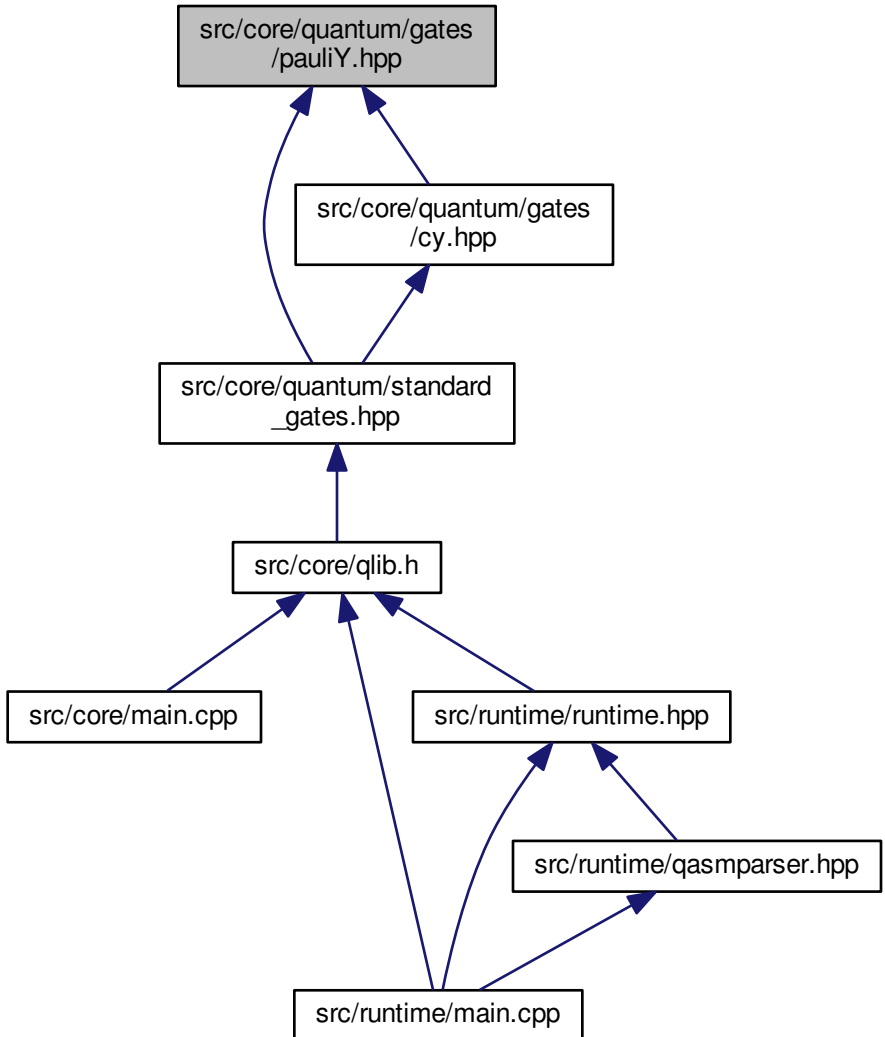 src/core/quantum/gates
/pauliY.hpp
src/core/quantum/gates
/cy.hpp
src/core/quantum/standard
_gates.hpp
src/core/qlib.h
src/core/main.cpp
src/runtime/runtime.hpp
src/runtime/qasmparser.hpp
src/runtime/main.cpp